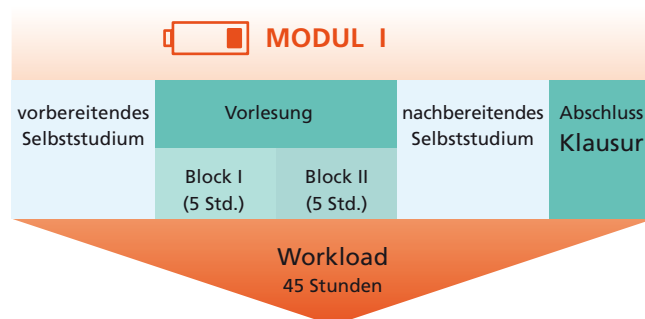 MODUL I
vorbereitendes
Selbststudium
Vorlesung
Block I
(5 Std.)
Block II
(5 Std.)
nachbereitendes
Selbststudium
Abschluss
Klausur
Workload
45 Stunden